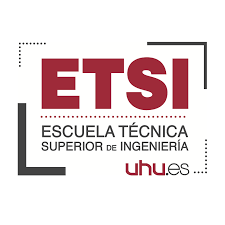 ETSI
ESCUELA TÉCNICA
SUPERIOR DE INGENIERÍA
uhu.es